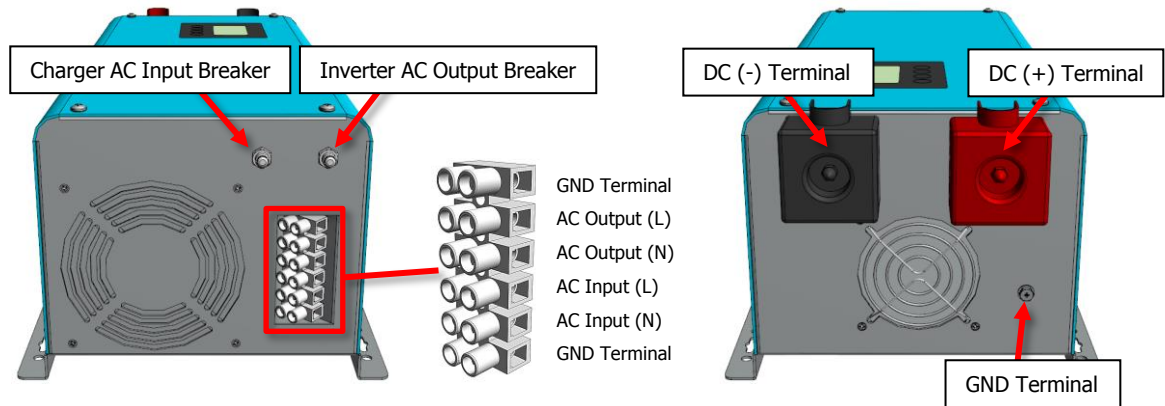 Charger AC Input Breaker
Inverter AC Output Breaker
GND Terminal
AC Output (L)
AC Output (N)
AC Input (L)
AC Input (N)
GND Terminal
DC (-) Terminal
DC (+) Terminal
GND Terminal